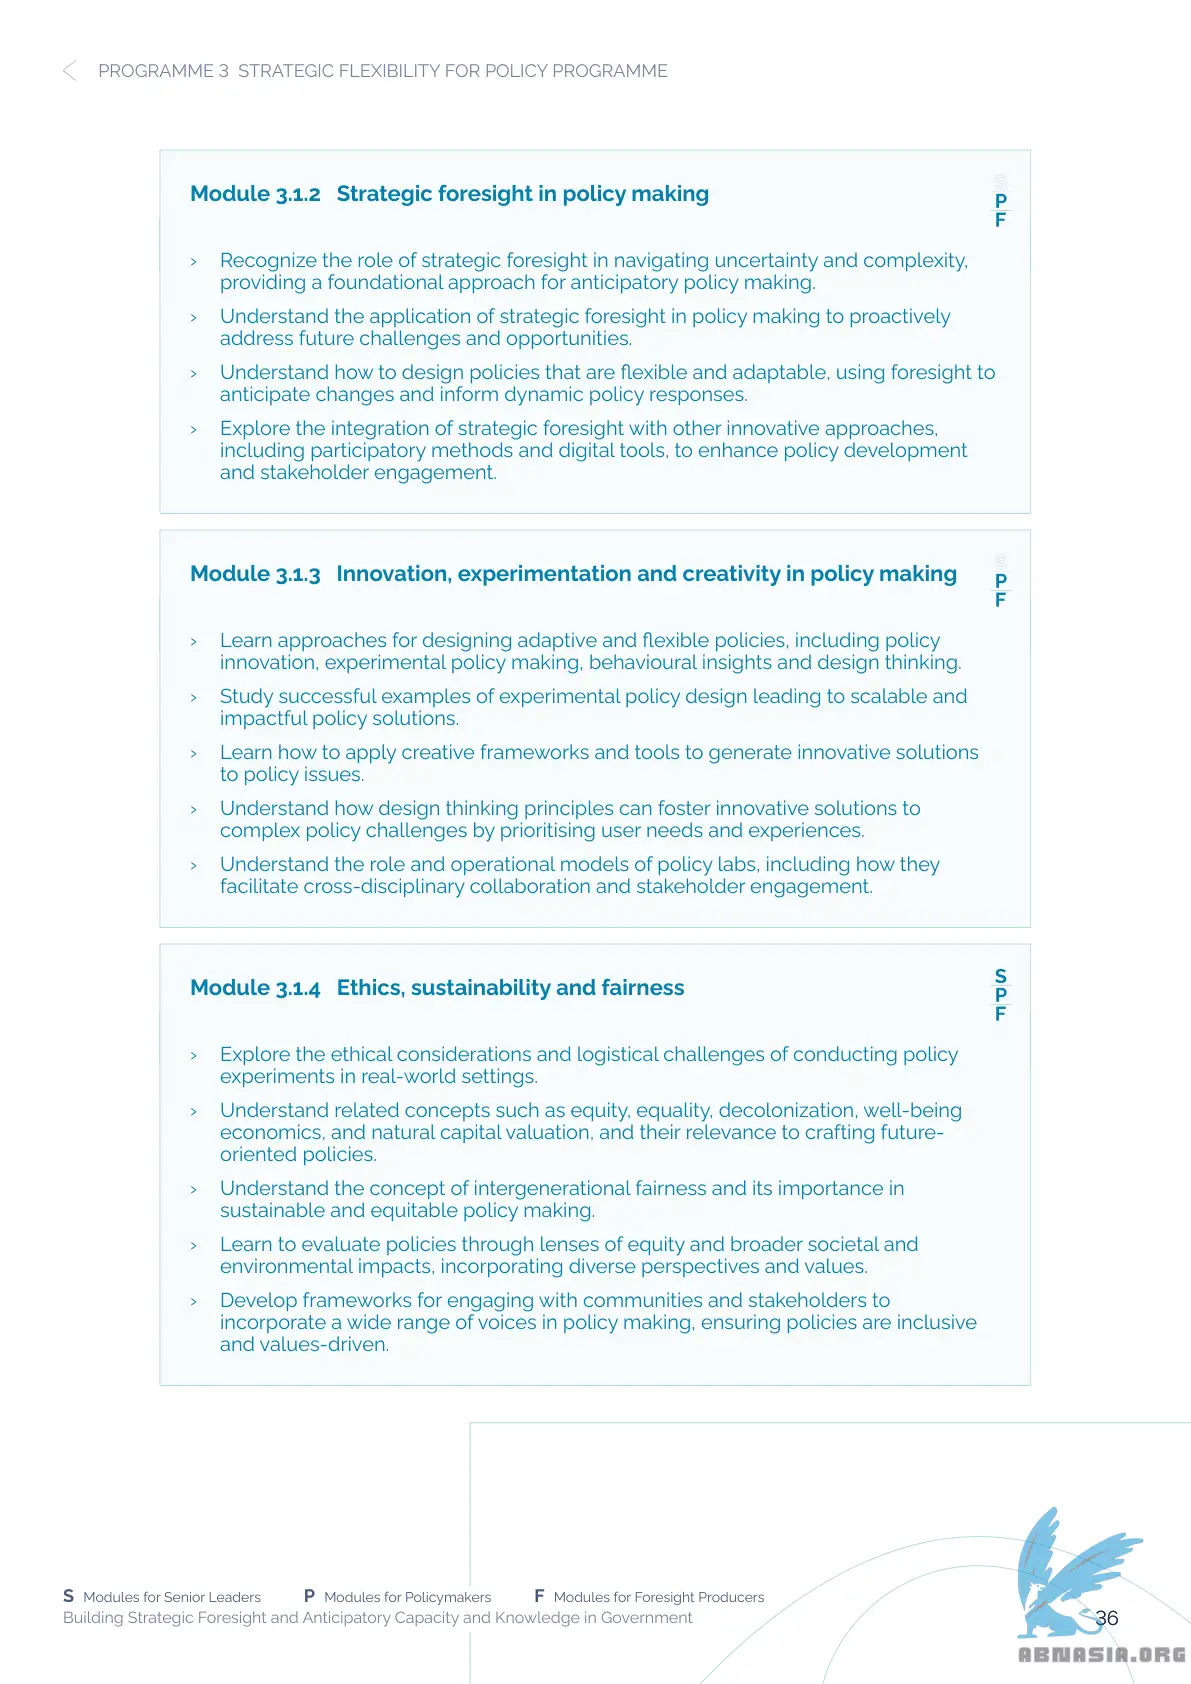 PROGRAMME 3 STRATEGIC FLEXIBILITY FOR POLICY PROGRAMME
Module 3.1.2 Strategic foresight in policy making
S
P
F
› Recognize the role of strategic foresight in navigating uncertainty and complexity,
providing a foundational approach for anticipatory policy making.
› Understand the application of strategic foresight in policy making to proactively
address future challenges and opportunities.
› Understand how to design policies that are flexible and adaptable, using foresight to
anticipate changes and inform dynamic policy responses.
› Explore the integration of strategic foresight with other innovative approaches,
including participatory methods and digital tools, to enhance policy development
and stakeholder engagement.
Module 3.1.3 Innovation, experimentation and creativity in policy making
S
P
F
› Learn approaches for designing adaptive and flexible policies, including policy
innovation, experimental policy making, behavioural insights and design thinking.
› Study successful examples of experimental policy design leading to scalable and
impactful policy solutions.
› Learn how to apply creative frameworks and tools to generate innovative solutions
to policy issues.
› Understand how design thinking principles can foster innovative solutions to
complex policy challenges by prioritising user needs and experiences.
› Understand the role and operational models of policy labs, including how they
facilitate cross-disciplinary collaboration and stakeholder engagement.
Module 3.1.4 Ethics, sustainability and fairness
S
P
F
› Explore the ethical considerations and logistical challenges of conducting policy
experiments in real-world settings.
› Understand related concepts such as equity, equality, decolonization, well-being
economics, and natural capital valuation, and their relevance to crafting future-
oriented policies.
› Understand the concept of intergenerational fairness and its importance in
sustainable and equitable policy making.
› Learn to evaluate policies through lenses of equity and broader societal and
environmental impacts, incorporating diverse perspectives and values.
› Develop frameworks for engaging with communities and stakeholders to
incorporate a wide range of voices in policy making, ensuring policies are inclusive
and values-driven.
S Modules for Senior Leaders P Modules for Policymakers F Modules for Foresight Producers
Building Strategic Foresight and Anticipatory Capacity and Knowledge in Government
36
ABNASIA.ORG